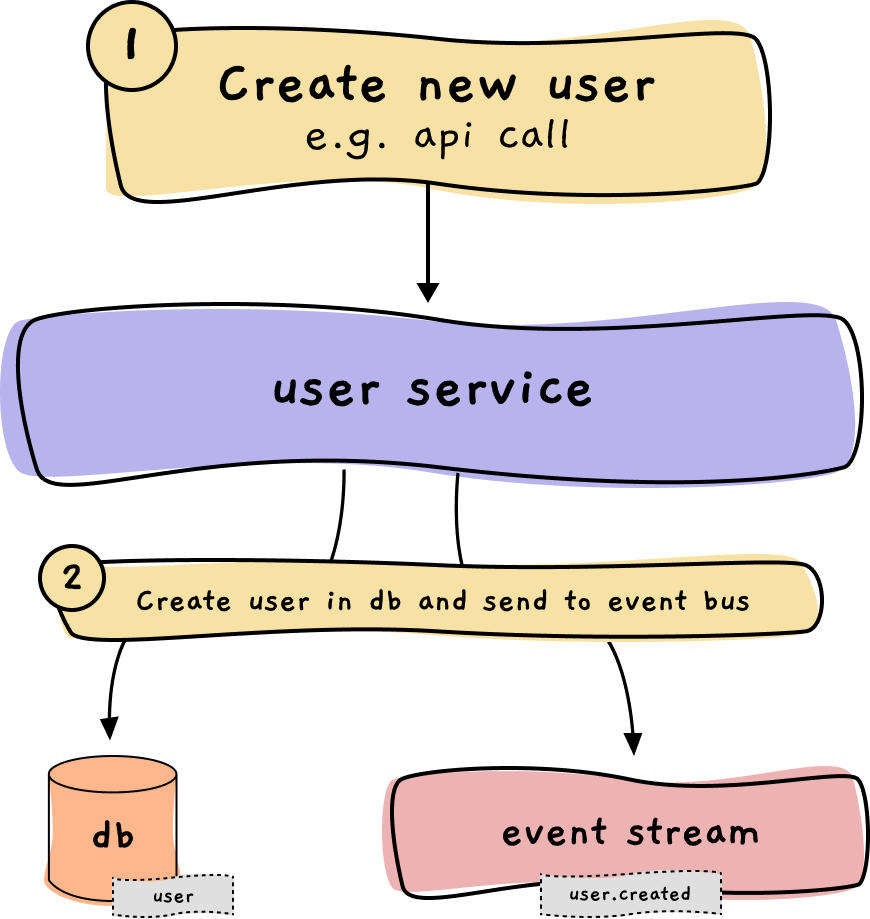 1
Create new user
e.g. api call
user service
2
Create user in db and send to event bus
db
user
event stream
user.created